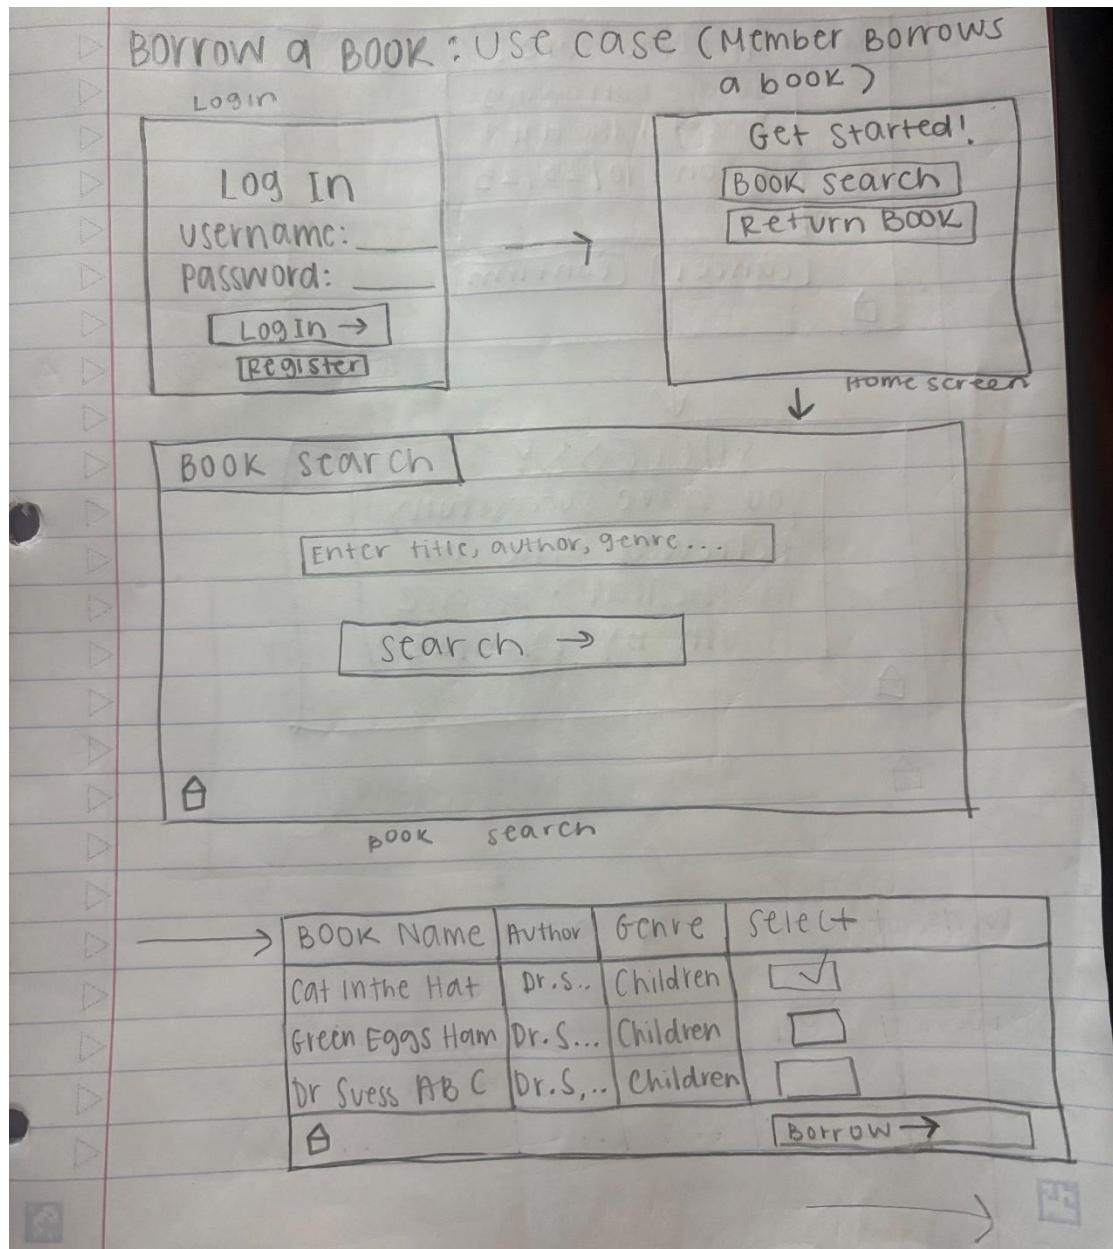 Borrow a Book: Use case (Member Borrows
a book)
Login
Log In
username:
password:
Log In →
Register
Get Started!
Book search
Return Book
Home screen
Book search
Enter title, author, genre...
search →
Book search
Book Name Author Genre select
Cat in the Hat Dr.S.. Children
Green Eggs Ham Dr. S... Children
Dr Suess ABC Dr.S,.. Children
Borrow →